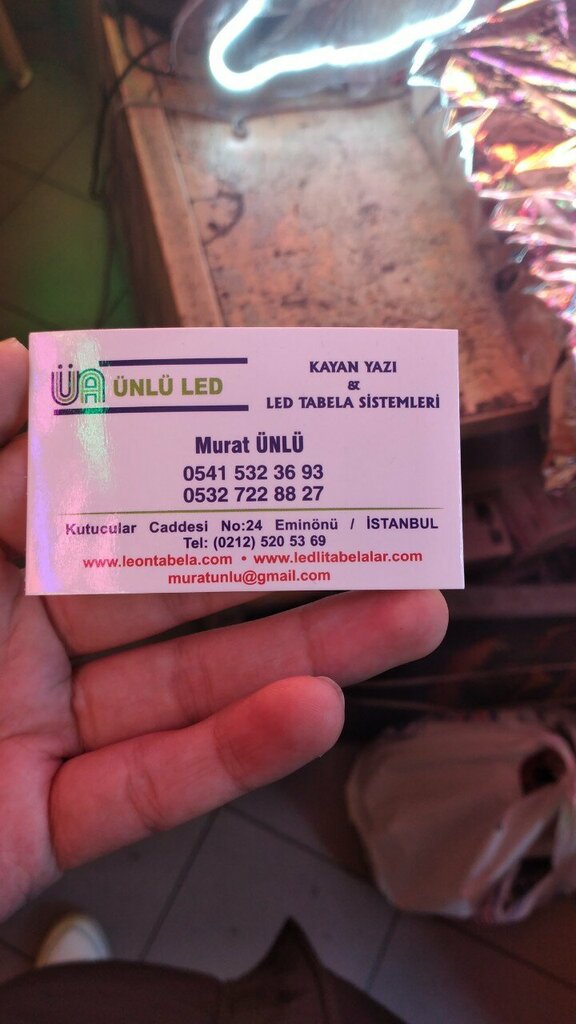 ÜA ÜNLÜ LED
KAYAN YAZI
&
LED TABELA SİSTEMLERİ
Murat ÜNLÜ
0541 532 36 93
0532 722 88 27
Kutucular Caddesi No:24 Eminönü / İSTANBUL
Tel: (0212) 520 53 69
www.leontabela.com • www.ledlitabelalar.com
muratunlu@gmail.com